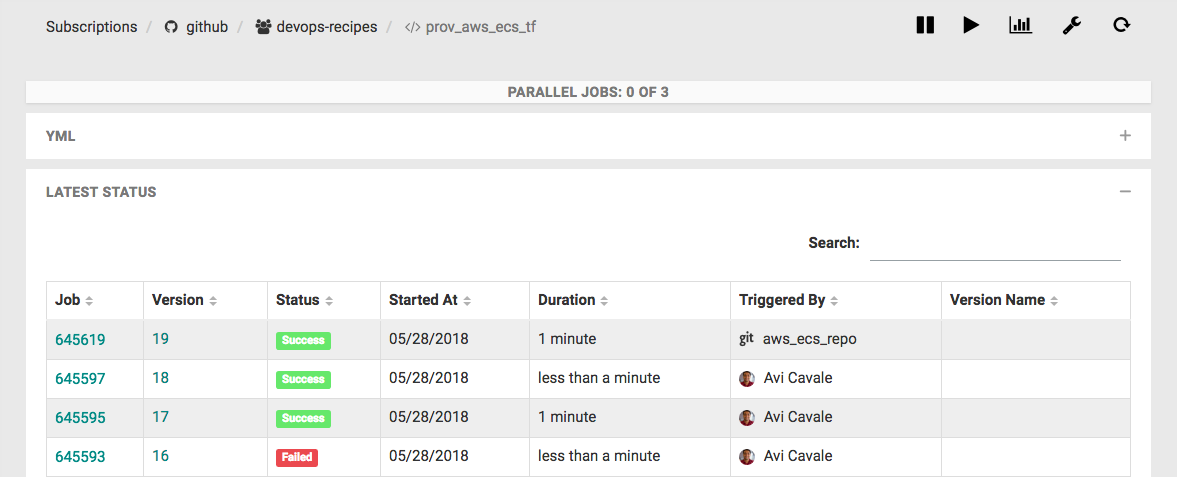 Subscriptions / github / devops-recipes / </> prov_aws_ecs_tf
PARALLEL JOBS: 0 OF 3
YML
LATEST STATUS
Search:
Job Version Status Started At Duration Triggered By Version Name
645619 19 Success 05/28/2018 1 minute git aws_ecs_repo
645597 18 Success 05/28/2018 less than a minute Avi Cavale
645595 17 Success 05/28/2018 1 minute Avi Cavale
645593 16 Failed 05/28/2018 less than a minute Avi Cavale